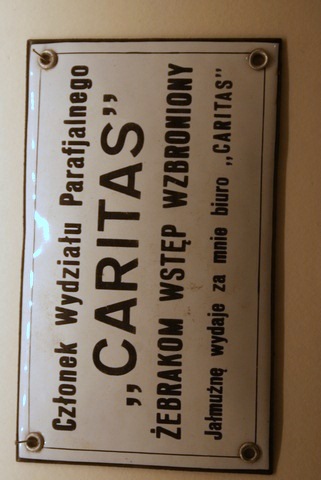 Członek Wydziału Parafjalnego
„CARITAS”
ŻEBRAKOM WSTĘP WZBRONIONY
Jałmużnę wydaje za mnie biuro „CARITAS”